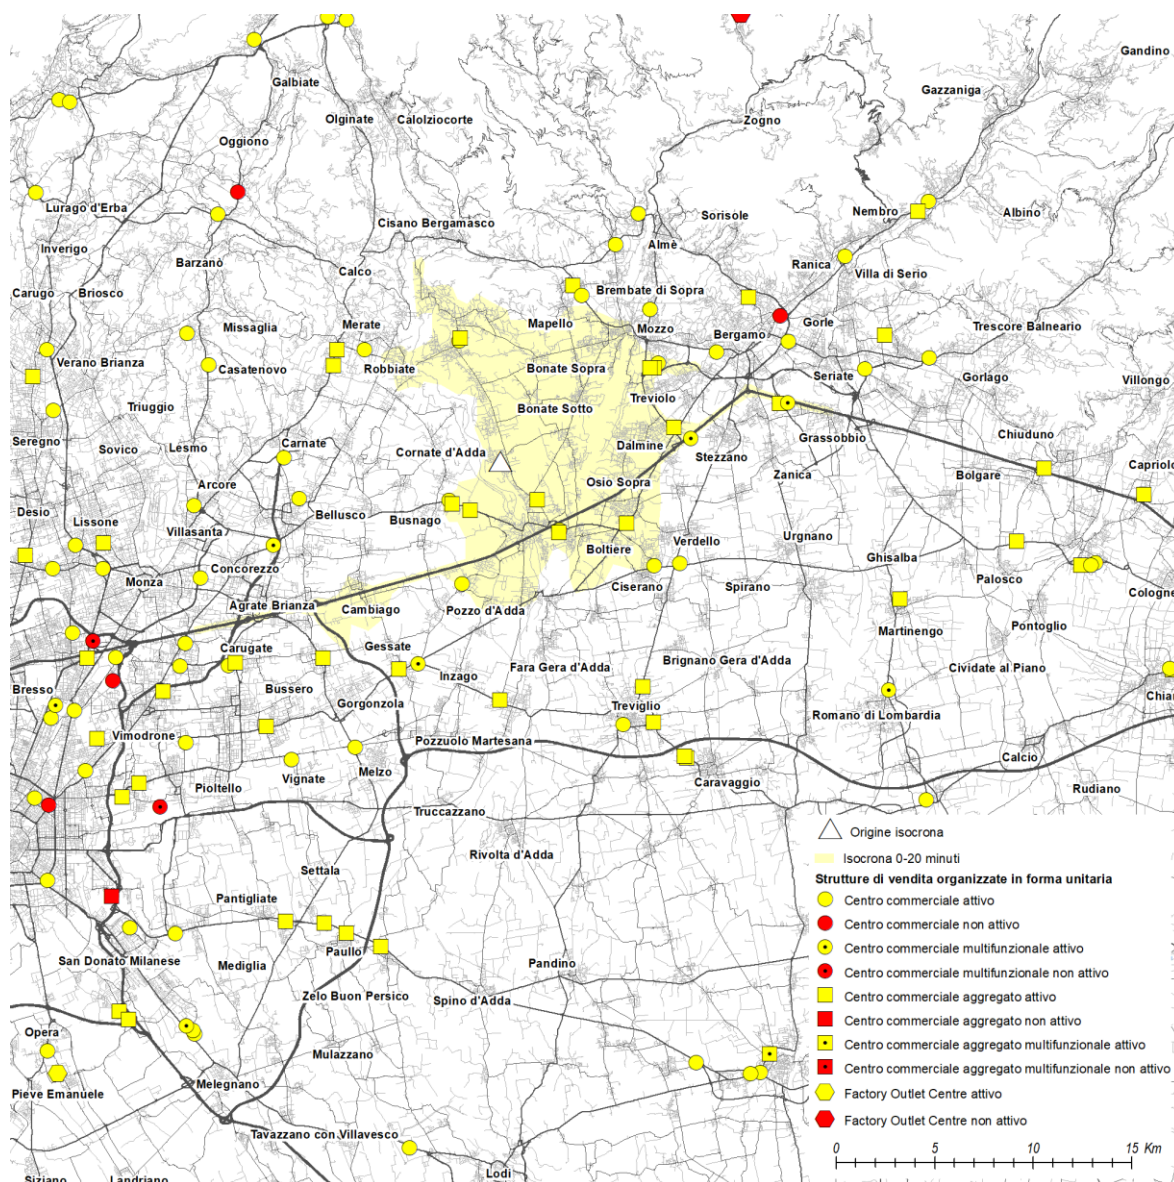 Gandino
Galbiate
Gazzaniga
Olginate
Calolziocorte
Zogno
Oggiono
Lurago d'Erba
Cisano Bergamasco
Sorisole
Nembro
Albino
Inverigo
Almè
Barzanò
Calco
Ranica
Villa di Serio
Carugo
Briosco
Brembate di Sopra
Missaglia
Merate
Mapello
Mozzo
Bergamo
Gorle
Trescore Balneario
Verano Brianza
Casatenovo
Robbiate
Bonate Sopra
Seriate
Gorlago
Villongo
Treviolo
Triuggio
Bonate Sotto
Seregno
Sovico
Lesmo
Carnate
Cornate d'Adda
Dalmine
Stezzano
Grassobbio
Chiuduno
Zanica
Bolgare
Capriolo
Arcore
Osio Sopra
Desio
Lissone
Villasanta
Bellusco
Busnago
Boltiere
Verdello
Urgnano
Ghisalba
Concorezzo
Monza
Ciserano
Spirano
Palosco
Cologne
Agrate Brianza
Cambiago
Pozzo d'Adda
Martinengo
Pontoglio
Carugate
Gessate
Fara Gera d'Adda
Brignano Gera d'Adda
Cividate al Piano
Bresso
Bussero
Inzago
Gorgonzola
Treviglio
Romano di Lombardia
Chiari
Vimodrone
Pozzuolo Martesana
Calcio
Pioltello
Vignate
Melzo
Caravaggio
Rudiano
Truccazzano
Rivolta d'Adda
Settala
Pantigliate
San Donato Milanese
Mediglia
Paullo
Pandino
Zelo Buon Persico
Spino d'Adda
Opera
Mulazzano
Pieve Emanuele
Melegnano
Tavazzano con Villavesco
Lodi
Siziano
Landriano
Origine isocrona
Isocrona 0-20 minuti
Strutture di vendita organizzate in forma unitaria
Centro commerciale attivo
Centro commerciale non attivo
Centro commerciale multifunzionale attivo
Centro commerciale multifunzionale non attivo
Centro commerciale aggregato attivo
Centro commerciale aggregato non attivo
Centro commerciale aggregato multifunzionale attivo
Centro commerciale aggregato multifunzionale non attivo
Factory Outlet Centre attivo
Factory Outlet Centre non attivo
0 5 10 15 Km